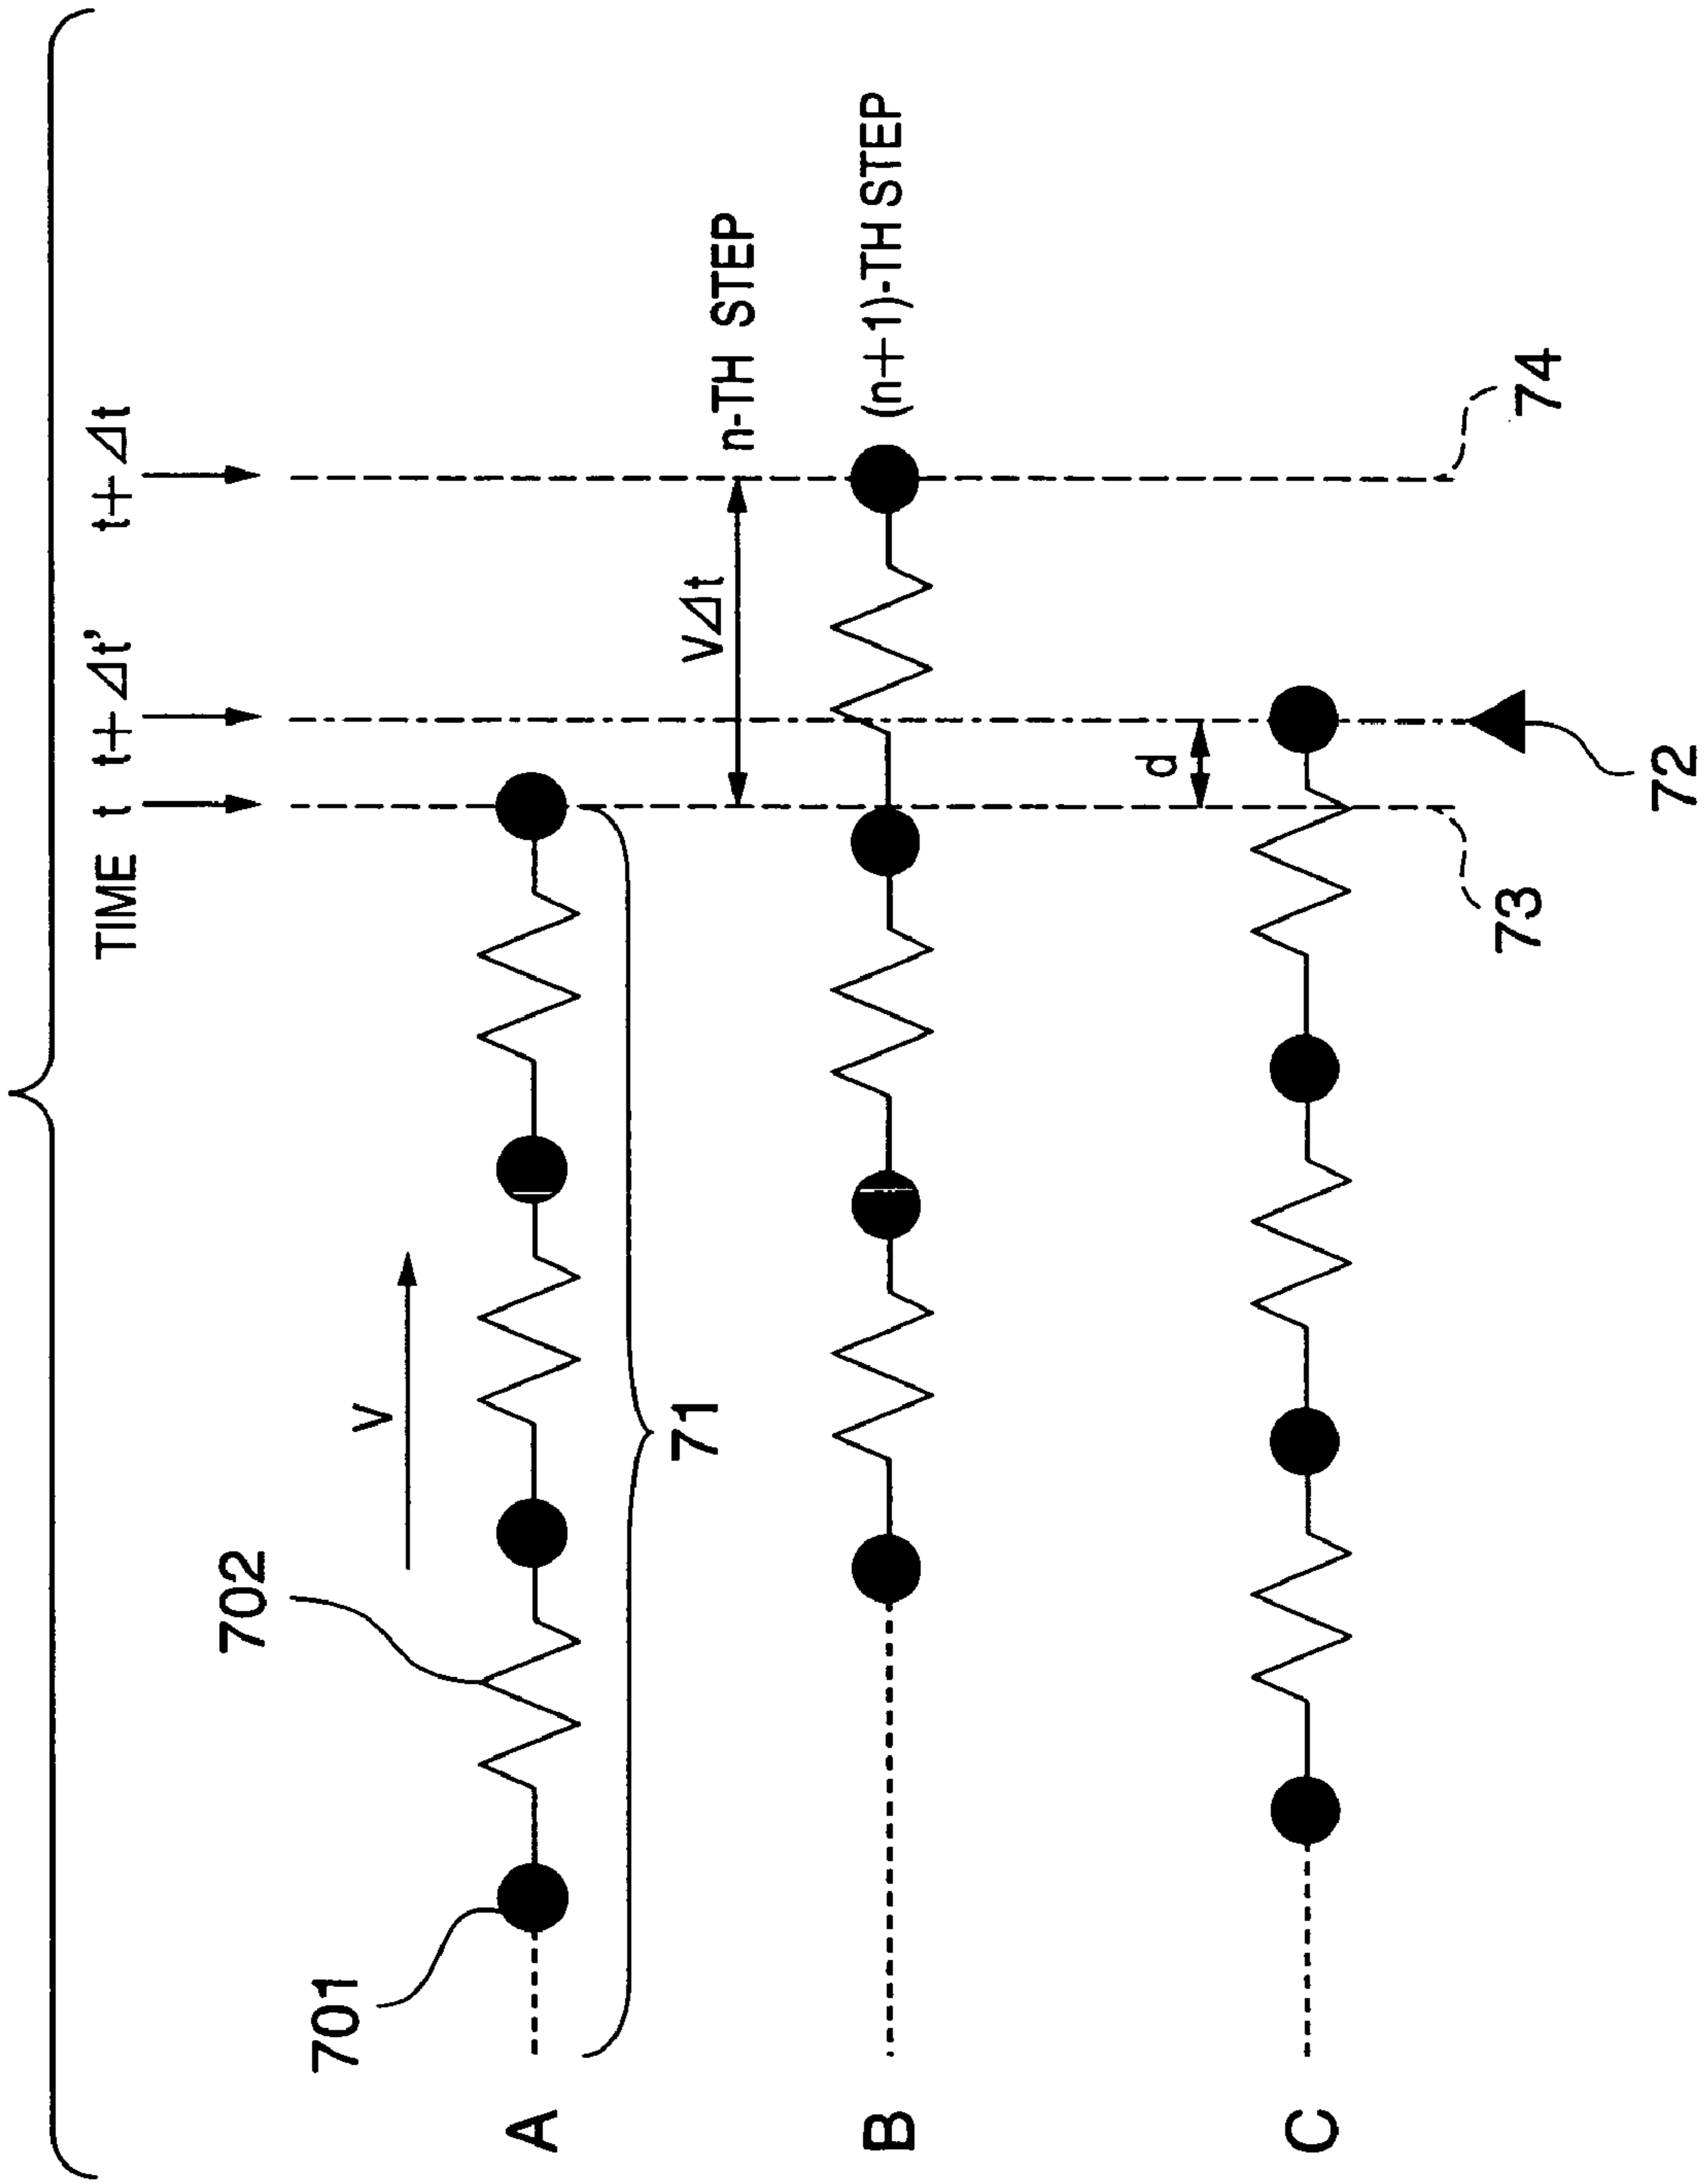 TIME t t+Δt' t+Δt
702
V
701
A
VΔt
n-TH STEP
71
B
(n+1)-TH STEP
d
C
73
74
72